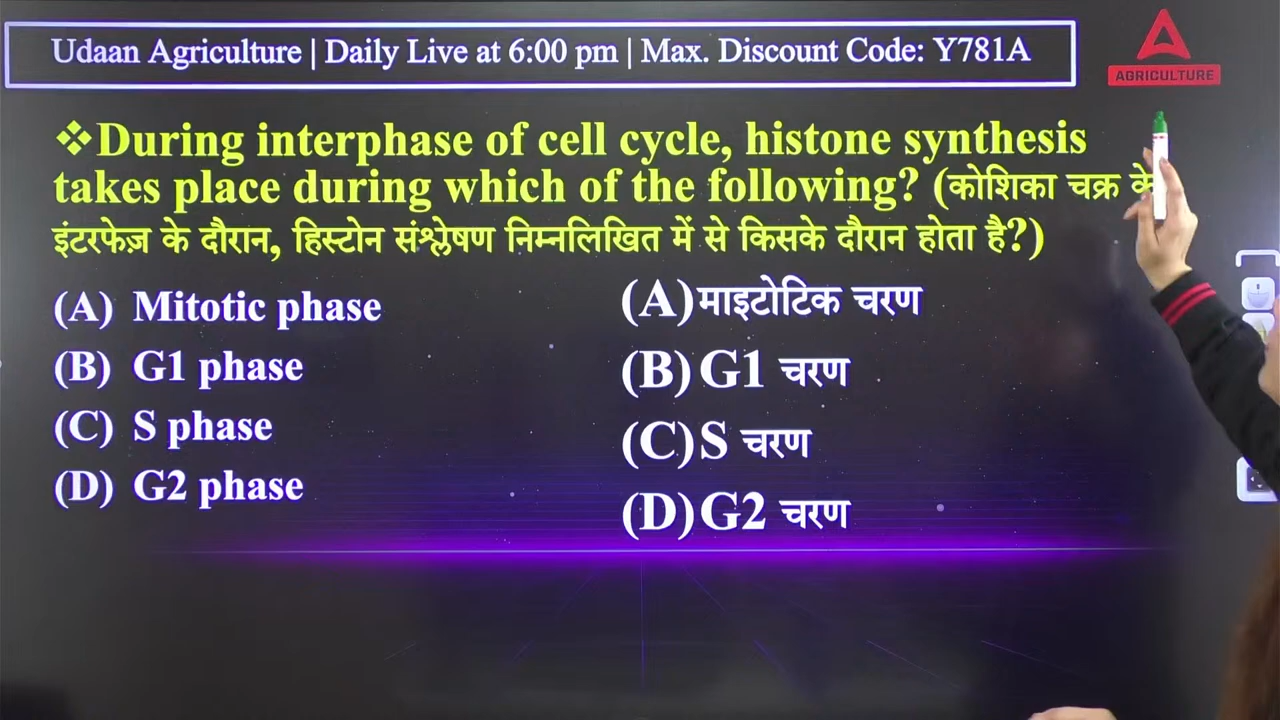 Udaan Agriculture | Daily Live at 6:00 pm | Max. Discount Code: Y781A
AGRICULTURE
❖During interphase of cell cycle, histone synthesis
takes place during which of the following? (कोशिका चक्र के
इंटरफेज़ के दौरान, हिस्टोन संश्लेषण निम्नलिखित में से किसके दौरान होता है?)
(A) Mitotic phase
(B) G1 phase
(C) S phase
(D) G2 phase
(A) माइटोटिक चरण
(B) G1 चरण
(C) S चरण
(D) G2 चरण